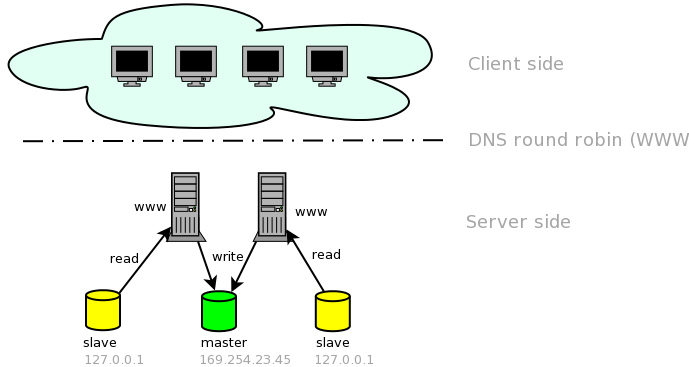 Client side
DNS round robin (WWW
www
www
Server side
read
write
read
slave
master
slave
127.0.0.1
169.254.23.45
127.0.0.1